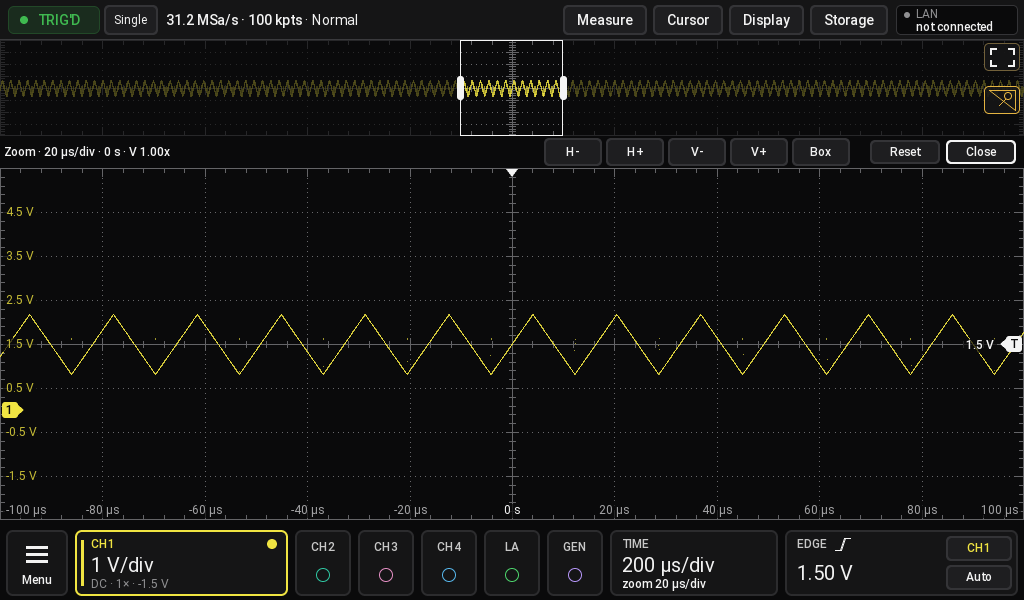 TRIG'D
Single
31.2 MSa/s · 100 kpts · Normal
Measure
Cursor
Display
Storage
LAN
not connected
Zoom · 20 µs/div · 0 s · V 1.00x
H-
H+
V-
V+
Box
Reset
Close
4.5 V
3.5 V
2.5 V
1.5 V
1.5 V
T
0.5 V
1
-0.5 V
-1.5 V
-100 µs
-80 µs
-60 µs
-40 µs
-20 µs
0 s
20 µs
40 µs
60 µs
80 µs
100 µs
Menu
CH1
1 V/div
DC · 1× · -1.5 V
CH2
CH3
CH4
LA
GEN
TIME
200 µs/div
zoom 20 µs/div
EDGE
1.50 V
CH1
Auto